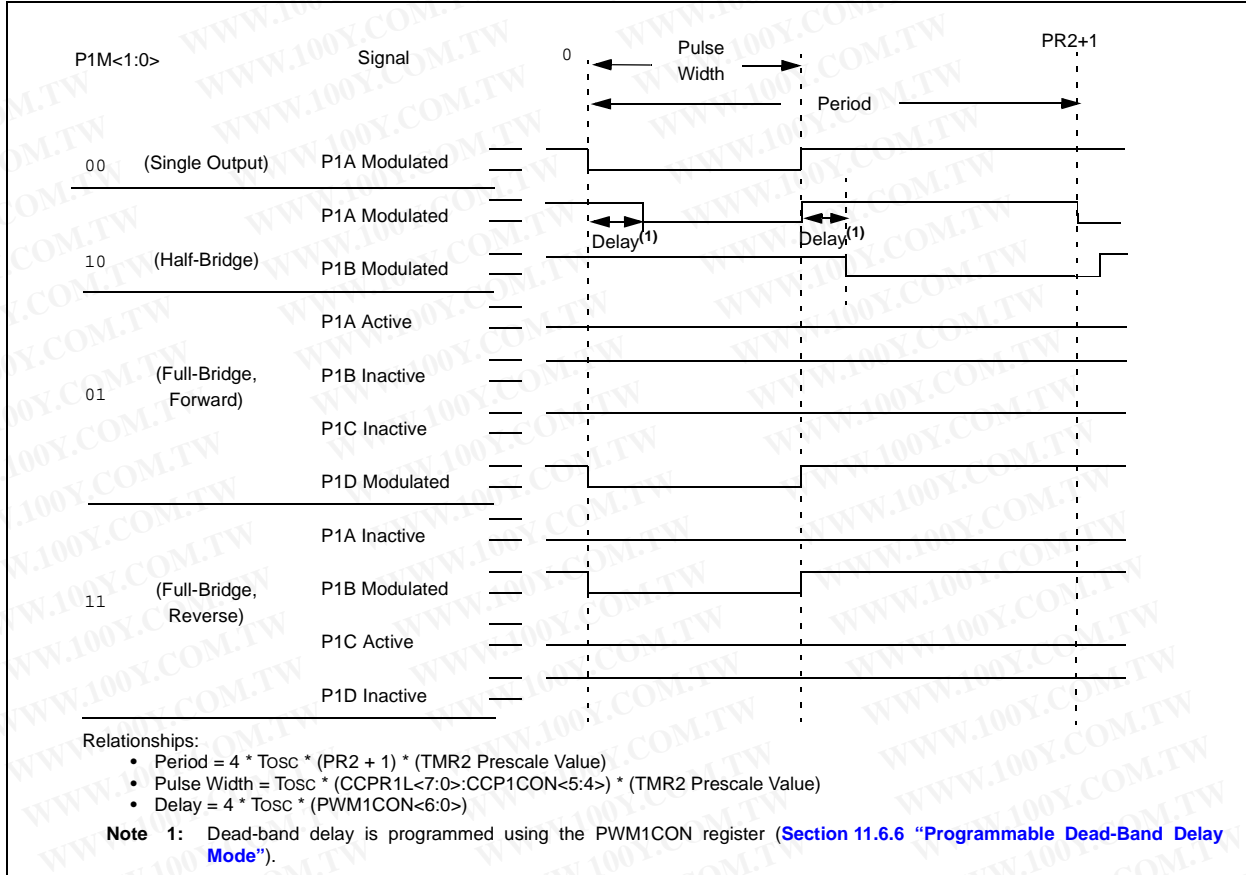 P1M<1:0> Signal 0 Pulse Width PR2+1
Period
00 (Single Output) P1A Modulated
P1A Modulated
Delay(1) Delay(1)
10 (Half-Bridge) P1B Modulated
P1A Active
01 (Full-Bridge, Forward) P1B Inactive
P1C Inactive
P1D Modulated
P1A Inactive
11 (Full-Bridge, Reverse) P1B Modulated
P1C Active
P1D Inactive
Relationships:
• Period = 4 * TOSC * (PR2 + 1) * (TMR2 Prescale Value)
• Pulse Width = TOSC * (CCPR1L<7:0>:CCP1CON<5:4>) * (TMR2 Prescale Value)
• Delay = 4 * TOSC * (PWM1CON<6:0>)
Note 1: Dead-band delay is programmed using the PWM1CON register (Section 11.6.6 “Programmable Dead-Band Delay
Mode”).
WWW.100Y.COM.TW